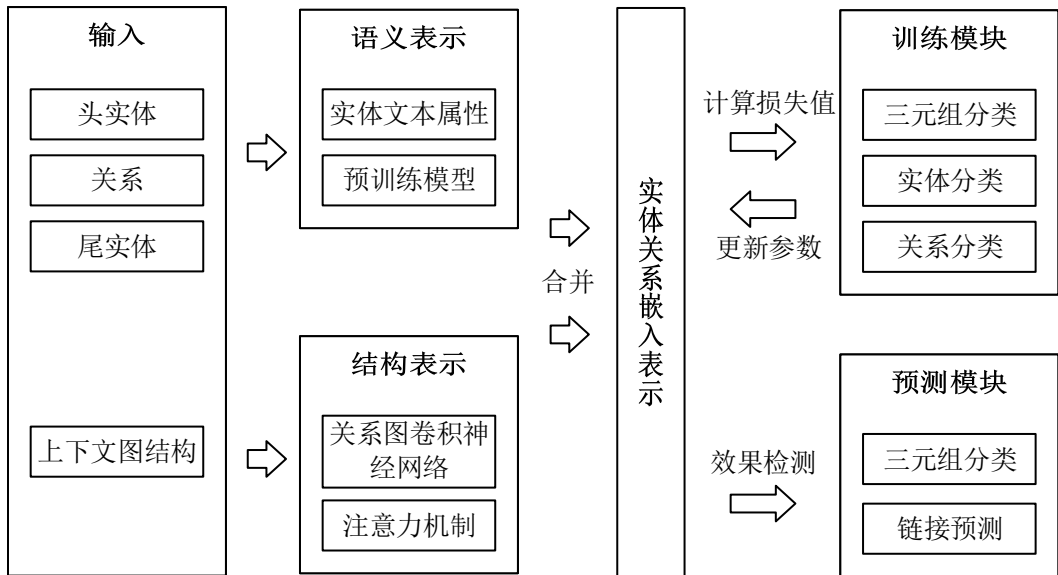 输入
头实体
关系
尾实体
上下文图结构
语义表示
实体文本属性
预训练模型
结构表示
关系图卷积神
经网络
注意力机制
合并
实体关系嵌入表示
计算损失值
更新参数
效果检测
训练模块
三元组分类
实体分类
关系分类
预测模块
三元组分类
链接预测